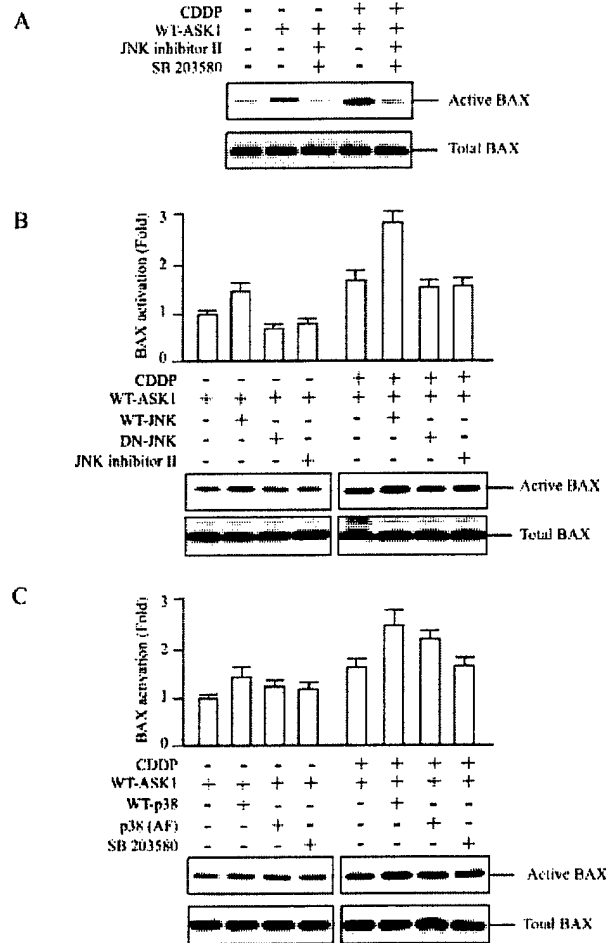 A
CDDP - - - + +
WT-ASK1 - + + + +
JNK inhibitor II - - + - +
SB 203580 - - + - +
Active BAX
Total BAX
B
BAX activation (Fold)
3
2
1
0
CDDP - - - - + + + +
WT-ASK1 + + + + + + + +
WT-JNK - + - - - + - -
DN-JNK - - + - - - + -
JNK inhibitor II - - - + - - - +
Active BAX
Total BAX
C
BAX activation (Fold)
3
2
1
0
CDDP - - - - + + + +
WT-ASK1 + + + + + + + +
WT-p38 - + - - - + - -
p38 (AF) - - + - - - + -
SB 203580 - - - + - - - +
Active BAX
Total BAX